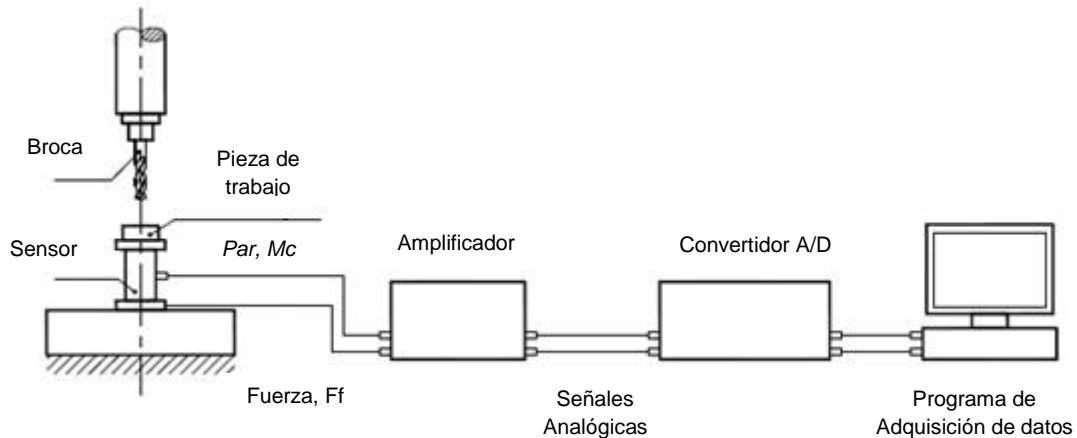 Broca
Pieza de
trabajo
Sensor
Par, Mc
Amplificador
Convertidor A/D
Fuerza, Ff
Señales
Analógicas
Programa de
Adquisición de datos